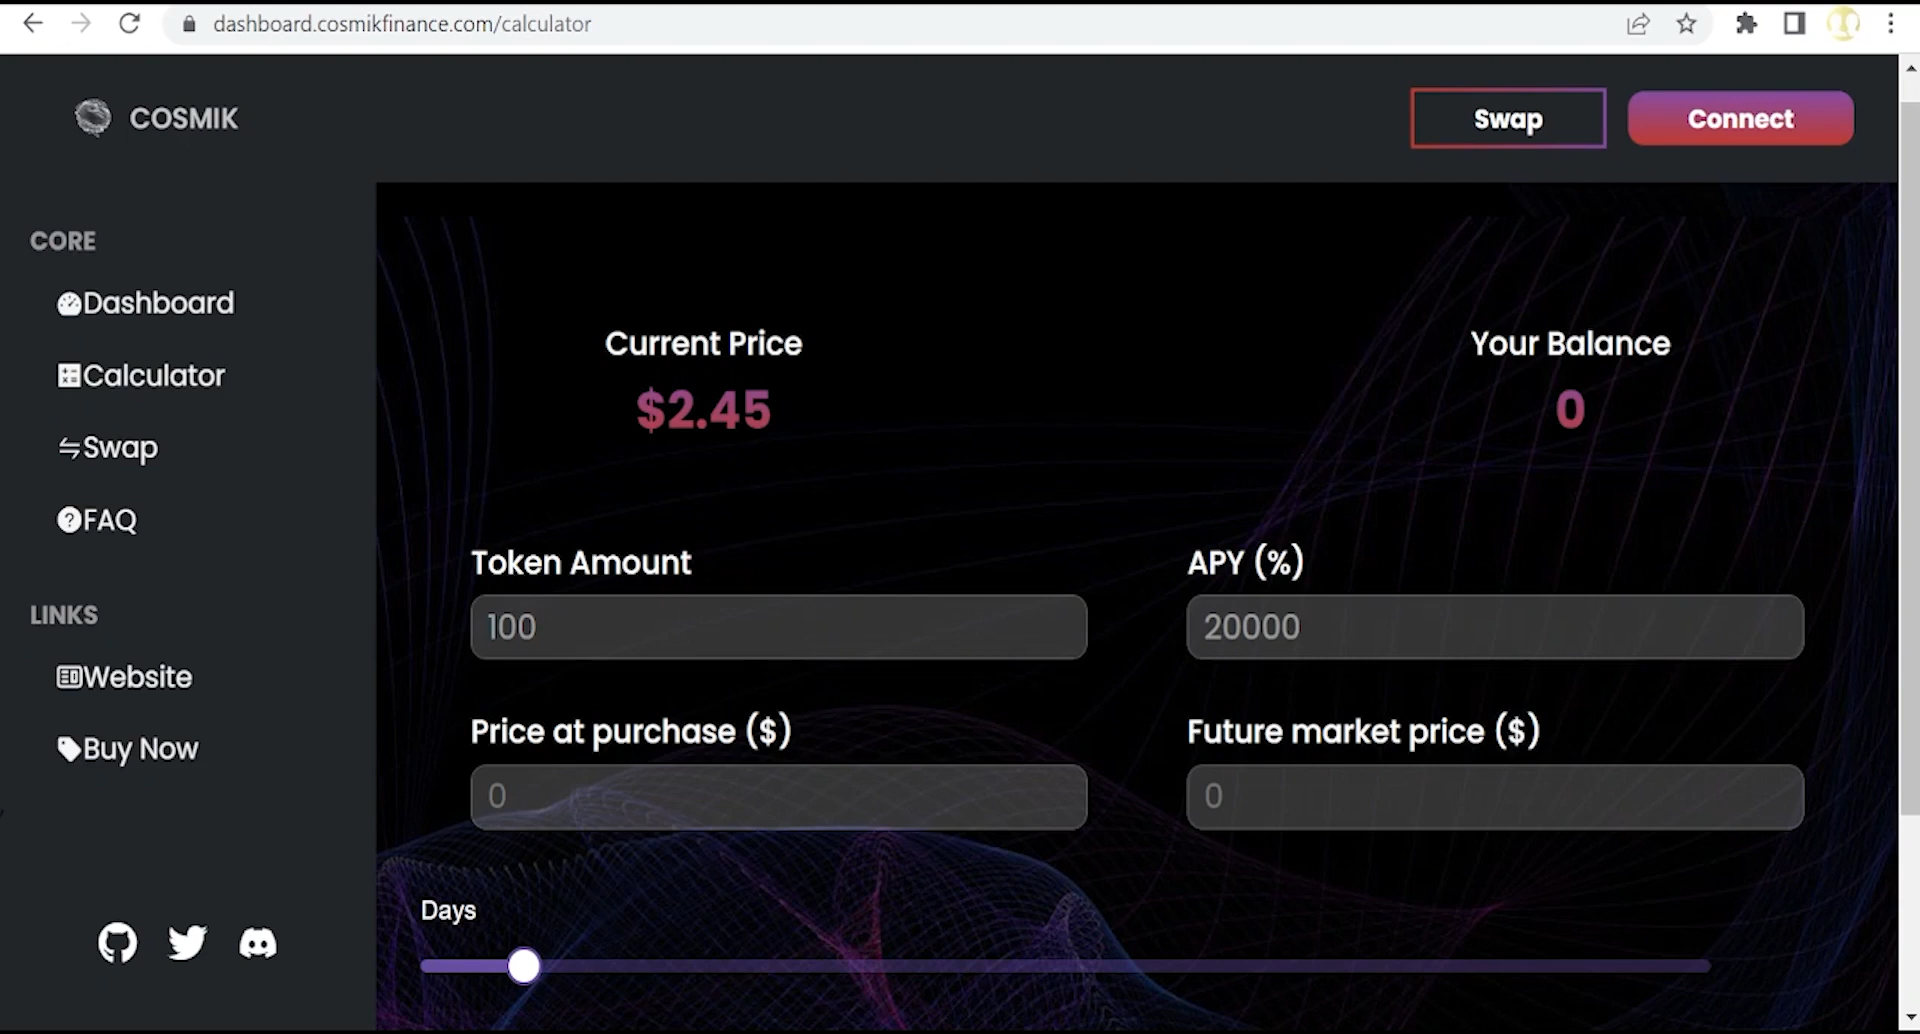 dashboard.cosmikfinance.com/calculator
COSMIK
Swap
Connect
CORE
Dashboard
Calculator
Swap
FAQ
LINKS
Website
Buy Now
Current Price
$2.45
Your Balance
0
Token Amount
100
APY (%)
20000
Price at purchase ($)
0
Future market price ($)
0
Days